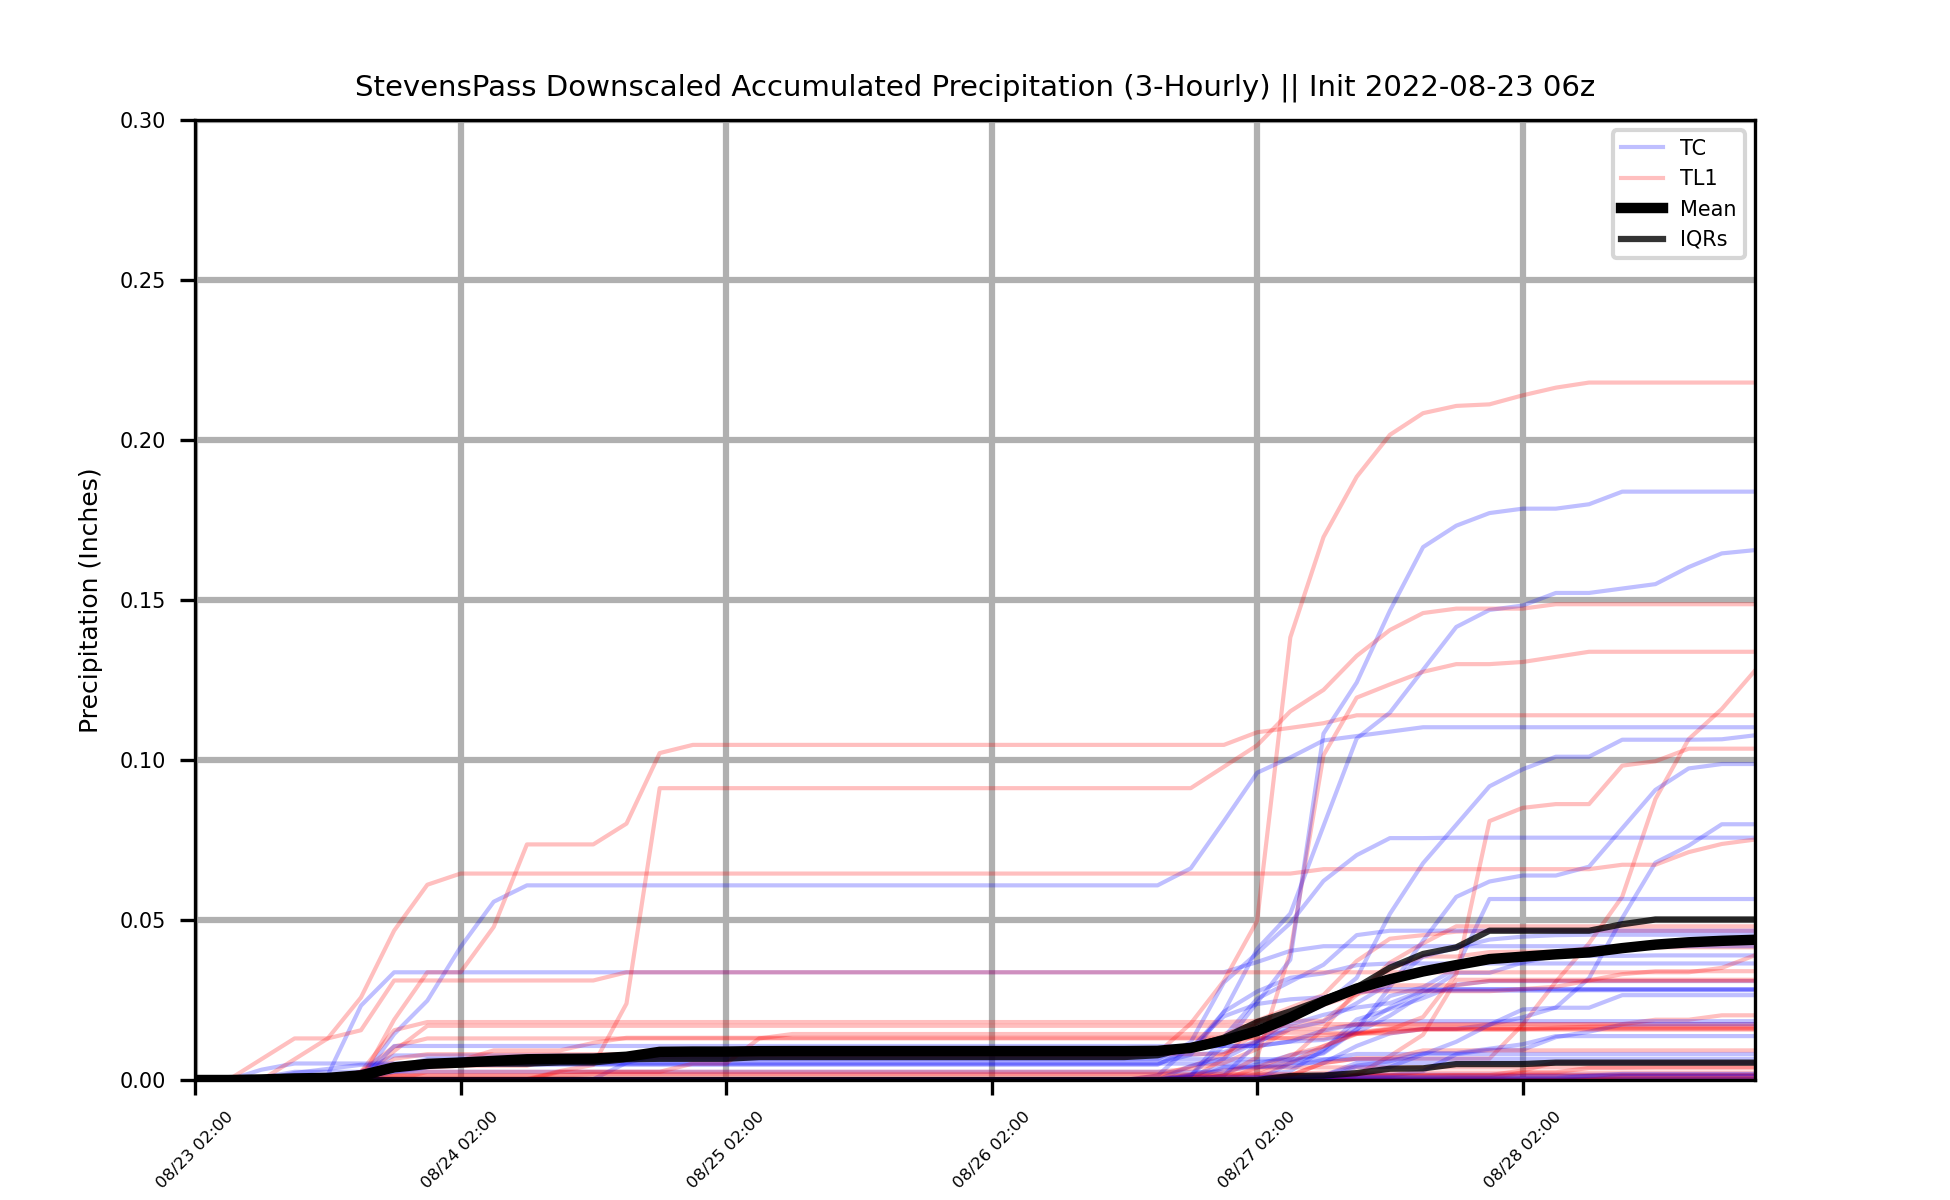 StevensPass Downscaled Accumulated Precipitation (3-Hourly) || Init 2022-08-23 06z
TC
TL1
Mean
IQRs
Precipitation (Inches)
0.30
0.25
0.20
0.15
0.10
0.05
0.00
08/23 02:00
08/24 02:00
08/25 02:00
08/26 02:00
08/27 02:00
08/28 02:00